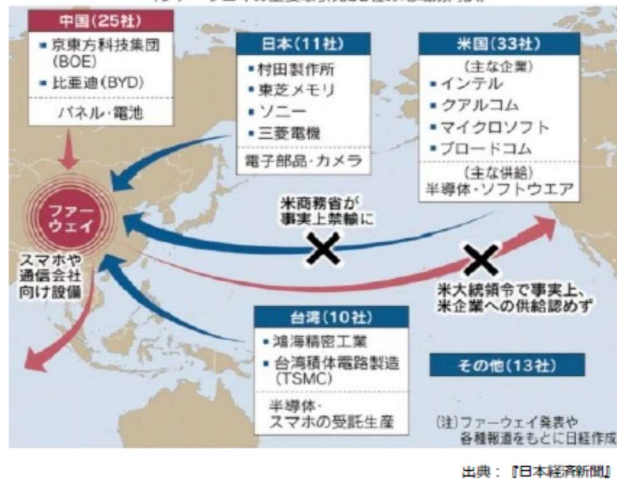 中国(25社)
▪京東方科技集団
(BOE)
▪比亜迪(BYD)
パネル・電池
日本(11社)
▪村田製作所
▪東芝メモリ
▪ソニー
▪三菱電機
電子部品・カメラ
米国(33社)
(主な企業)
▪インテル
▪クアルコム
▪マイクロソフト
▪ブロードコム
(主な供給)
半導体・ソフトウエア
ファー
ウェイ
スマホや
通信会社
向け設備
米商務省が
事実上禁輸に
米大統領令で事実上、
米企業への供給認めず
台湾(10社)
▪鴻海精密工業
▪台湾積体電路製造
(TSMC)
半導体・
スマホの受託生産
その他(13社)
(注)ファーウェイ発表や
各種報道をもとに日経作成
出典：『日本経済新聞』